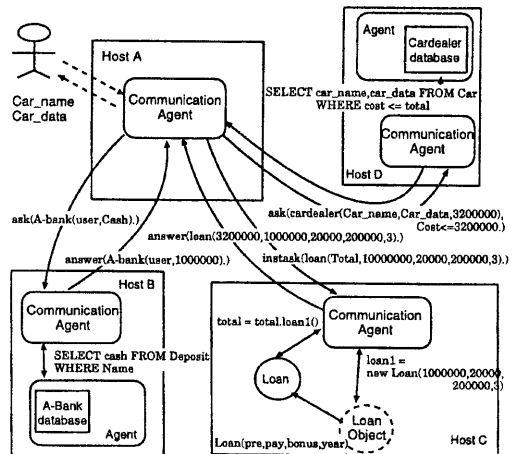 Host A
Agent
Cardealer
database
SELECT car_name,car_data FROM Car
WHERE cost <= total
Communication
Agent
Host D
Car_name
Car_data
Communication
Agent
ask(A-bank(user,Cash).)
ask(cardealer(Car_name,Car_data,3200000),
Cost<=3200000.)
answer(loan(3200000,1000000,20000,200000,3).)
answer(A-bank(user,1000000).)
instask(loan(Total,10000000,20000,200000,3).)
Host B
Communication
Agent
SELECT cash FROM Deposit
WHERE Name
A-Bank
database
Agent
total = total.loan1()
Communication
Agent
loan1 =
new Loan(1000000,20000,
200000,3)
Loan
Loan
Object
Loan(pre,pay,bonus,year)
Host C